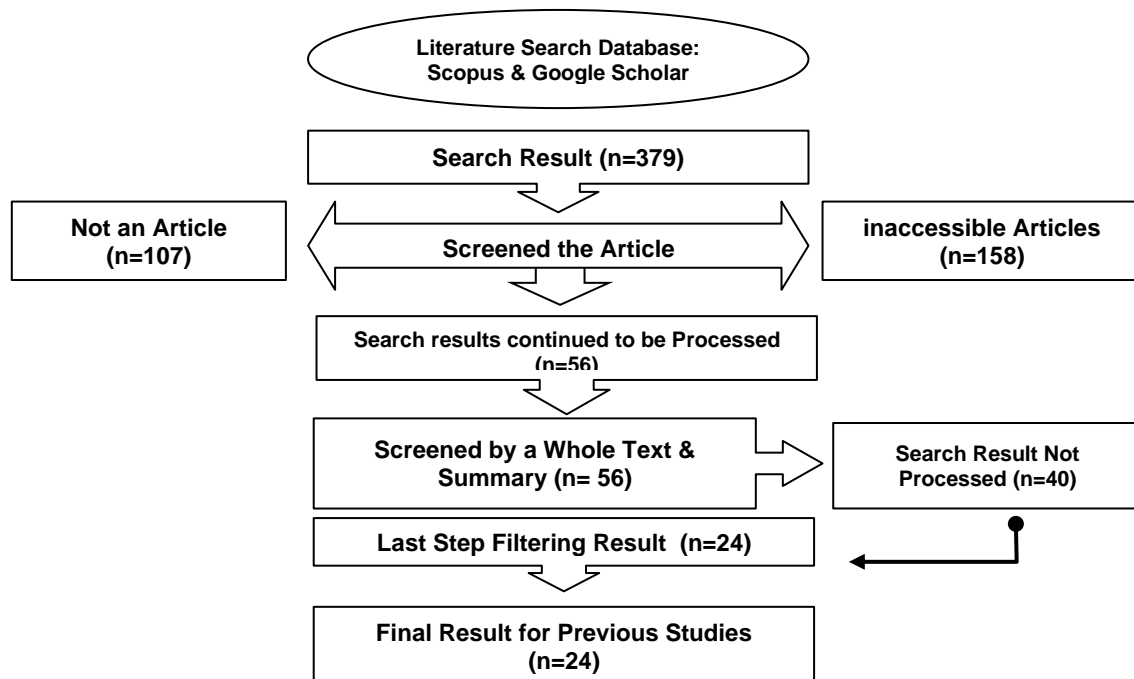 Literature Search Database:
Scopus & Google Scholar
Search Result (n=379)
Not an Article
(n=107)
Screened the Article
inaccessible Articles
(n=158)
Search results continued to be Processed
(n=56)
Screened by a Whole Text &
Summary (n= 56)
Search Result Not
Processed (n=40)
Last Step Filtering Result (n=24)
Final Result for Previous Studies
(n=24)